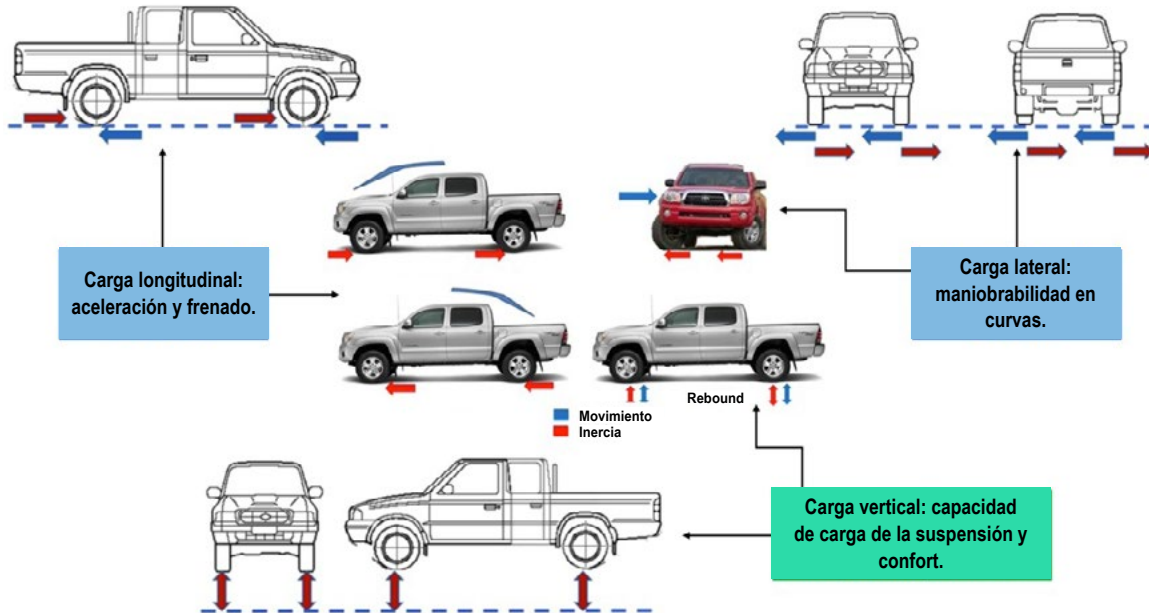 Carga longitudinal:
aceleración y frenado.
Carga lateral:
maniobrabilidad en
curvas.
Rebound
Movimiento
Inercia
Carga vertical: capacidad
de carga de la suspensión y
confort.